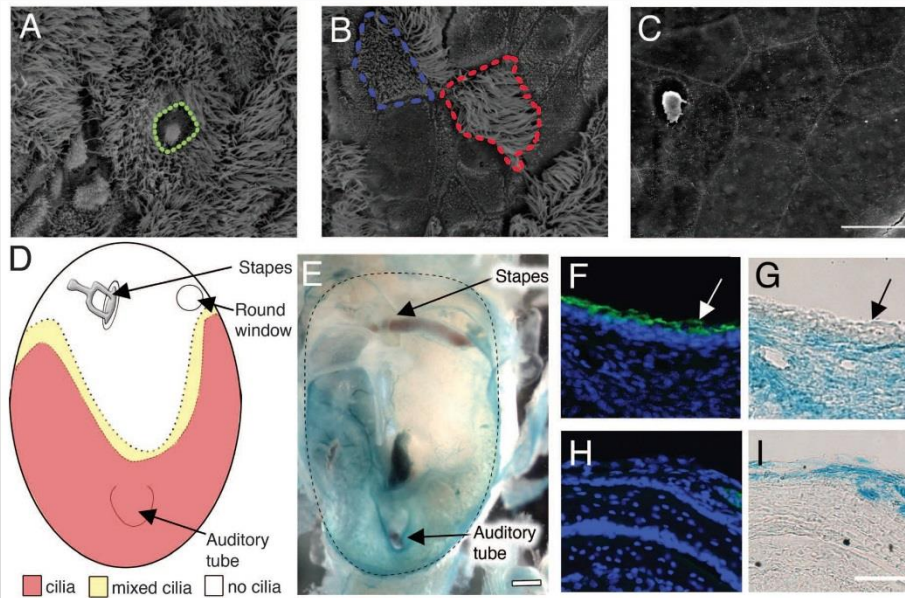 A
B
C
D
Stapes
Round
window
Auditory
tube
cilia
mixed cilia
no cilia
E
Stapes
Auditory
tube
F
G
H
I